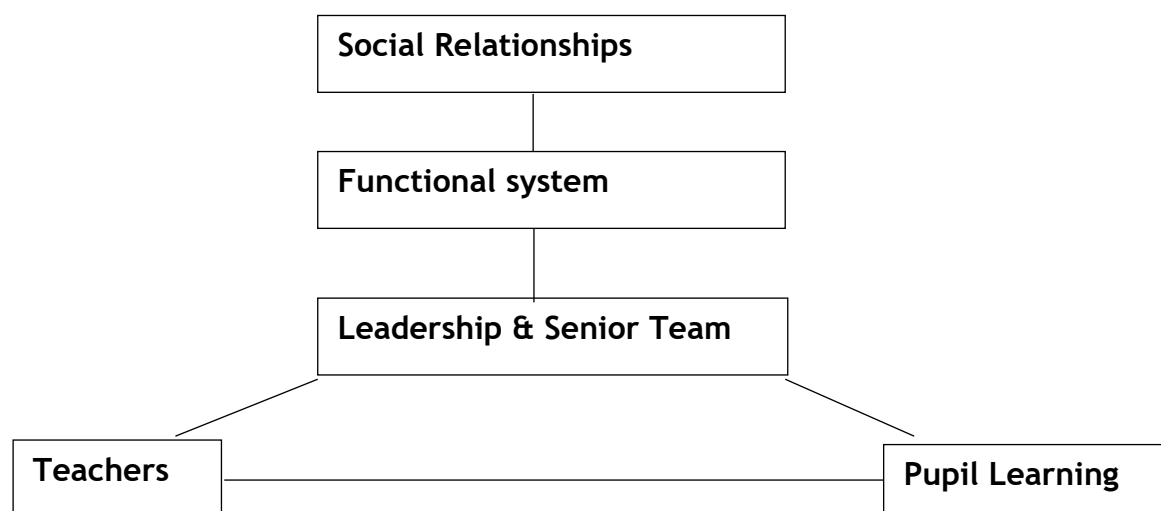 Social Relationships
Functional system
Leadership & Senior Team
Teachers
Pupil Learning